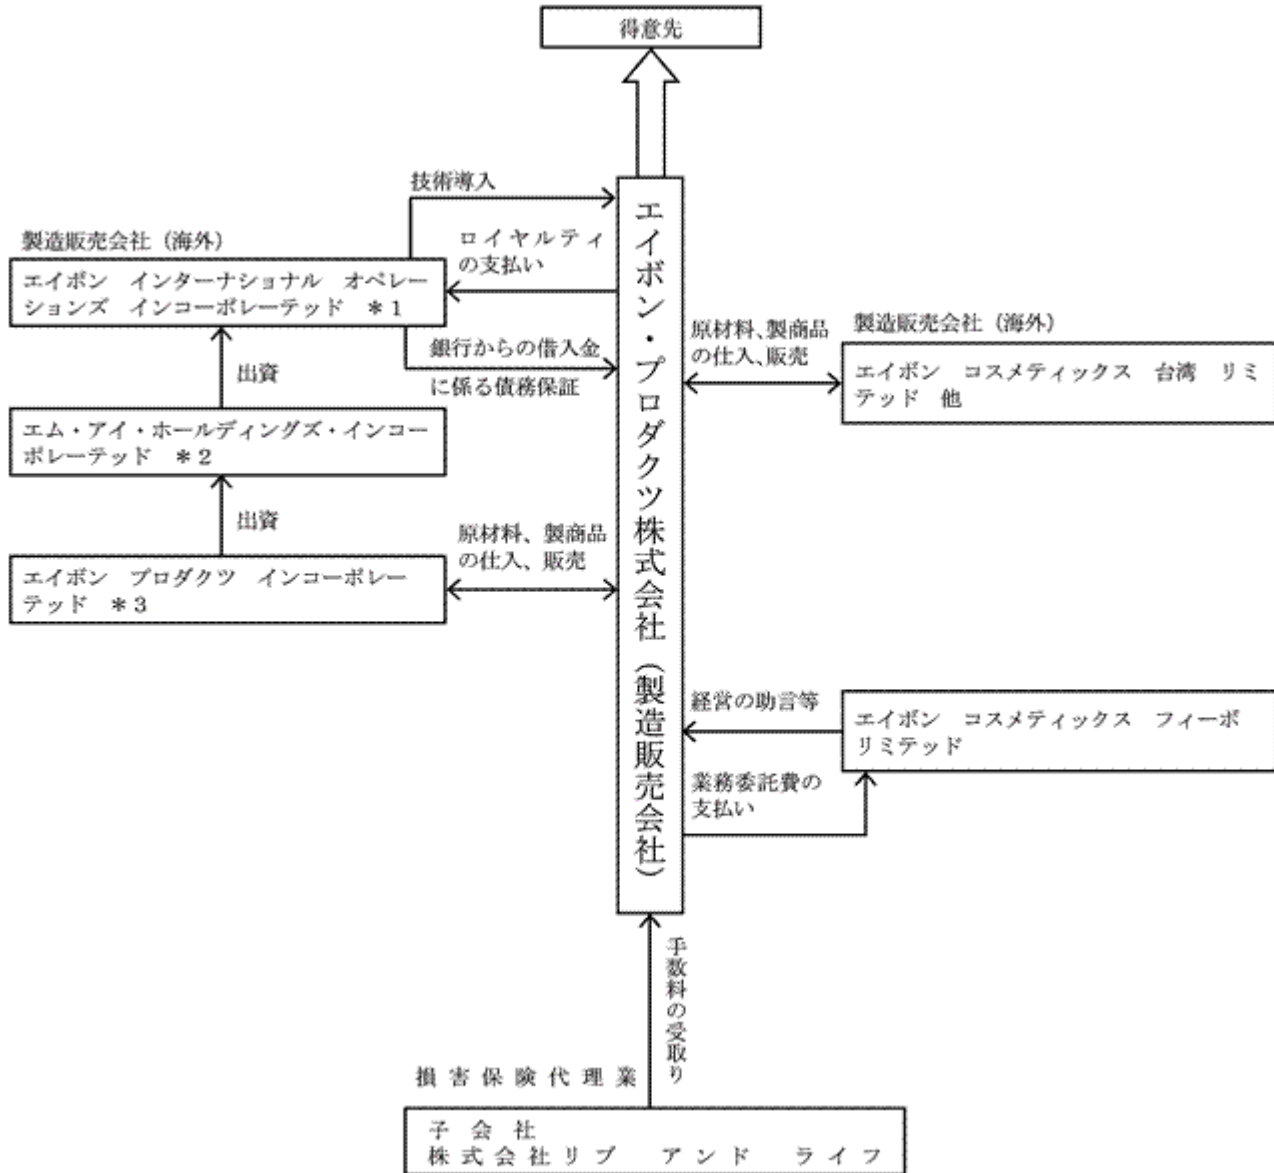 得意先
技術導入
製造販売会社（海外）
ロイヤルティ
の支払い
エイボン　インターナショナル　オペレー
ションズ　インコーポレーテッド　＊1
銀行からの借入金
に係る債務保証
出資
エム・アイ・ホールディングズ・インコー
ポレーテッド　＊2
出資
原材料、製商品
の仕入、販売
エイボン　プロダクツ　インコーポレー
テッド　＊3
エイボン・プロダクツ株式会社（製造販売会社）
原材料、製商品
の仕入、販売
製造販売会社（海外）
エイボン　コスメティックス　台湾　リミ
テッド　他
経営の助言等
エイボン　コスメティックス　フィーボ
リミテッド
業務委託費の
支払い
手数料の受取り
損害保険代理業
子会社
株式会社リブ　アンド　ライフ